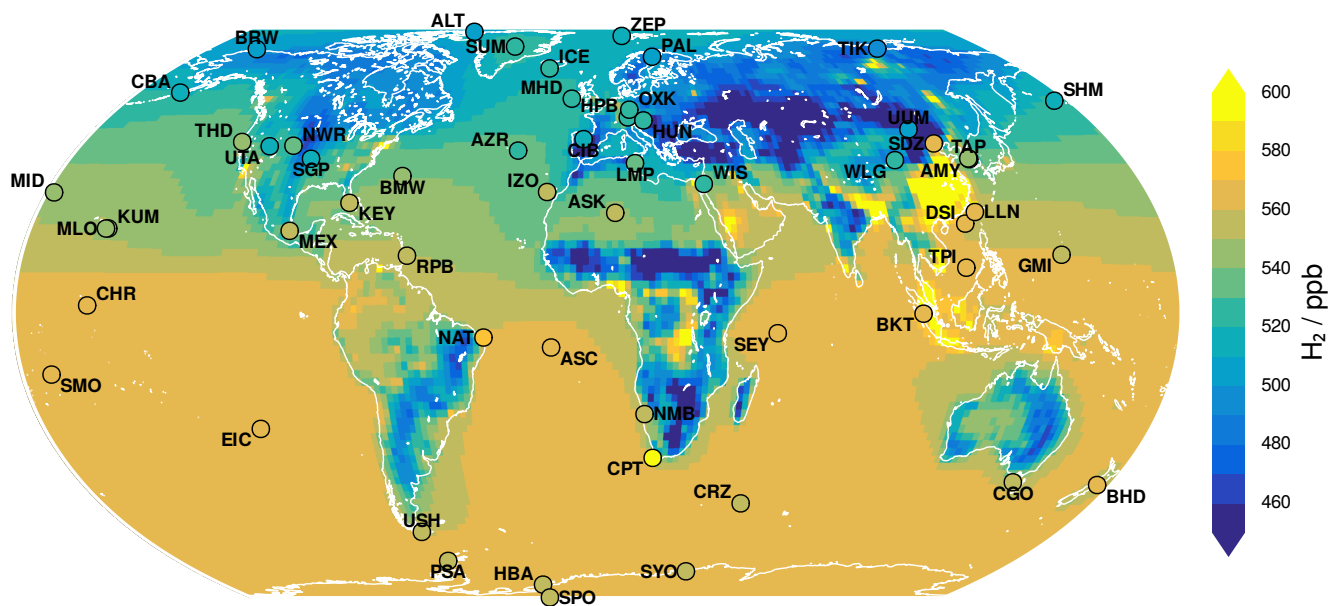 ALT
ZEP
BRW
SUM
PAL
TIK
ICE
CBA
MHD
HPB
OXK
SHM
THD
NWR
AZR
HUN
UUM
UTA
CIB
SDZ
TAP
SGP
LMP
WIS
WLG
AMY
MID
BMW
IZO
KEY
ASK
DSI
LLN
MLO
KUM
MEX
RPB
TPI
GMI
CHR
BKT
NAT
ASC
SEY
SMO
EIC
NMB
CPT
CRZ
CGO
BHD
USH
PSA
HBA
SYO
SPO
600
580
560
540
520
500
480
460
H₂ / ppb